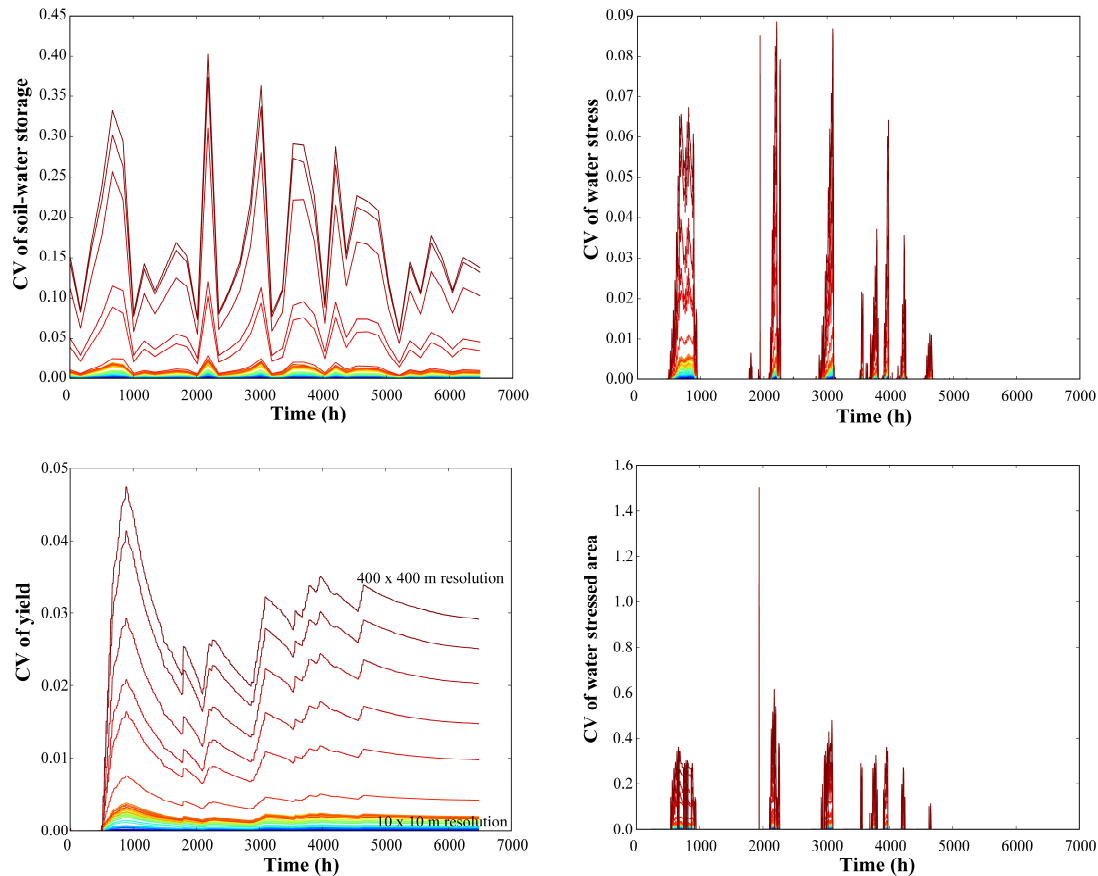 0.45
0.40
0.35
0.30
0.25
0.20
0.15
0.10
0.05
0.00
CV of soil-water storage
0 1000 2000 3000 4000 5000 6000 7000
Time (h)
0.09
0.08
0.07
0.06
0.05
0.04
0.03
0.02
0.01
0.00
CV of water stress
0 1000 2000 3000 4000 5000 6000 7000
Time (h)
0.05
0.04
0.03
0.02
0.01
0.00
CV of yield
400 x 400 m resolution
10 x 10 m resolution
0 1000 2000 3000 4000 5000 6000 7000
Time (h)
1.6
1.4
1.2
1.0
0.8
0.6
0.4
0.2
0.0
CV of water stressed area
0 1000 2000 3000 4000 5000 6000 7000
Time (h)